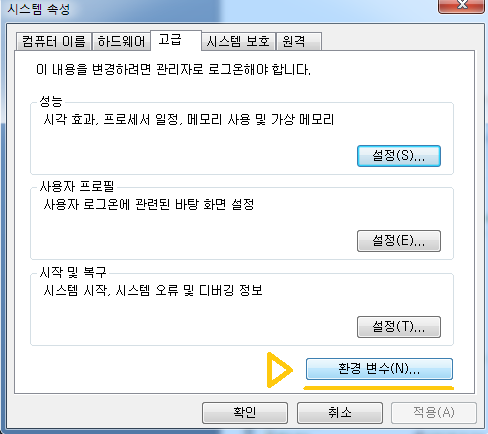 시스템 속성
컴퓨터 이름 하드웨어 고급 시스템 보호 원격
이 내용을 변경하려면 관리자로 로그온해야 합니다.
성능
시각 효과, 프로세서 일정, 메모리 사용 및 가상 메모리
설정(S)...
사용자 프로필
사용자 로그온에 관련된 바탕 화면 설정
설정(E)...
시작 및 복구
시스템 시작, 시스템 오류 및 디버깅 정보
설정(T)...
환경 변수(N)...
확인 취소 적용(A)